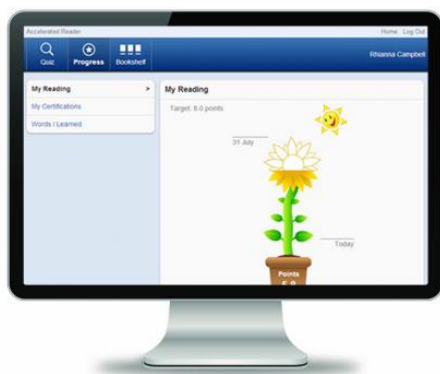 Accelerated Reader
Home Log Out
Quiz
Progress
Bookshelf
Rhianna Campbell
My Reading >
My Certifications
Words I Learned
My Reading
Target: 8.0 points
31 July
Today
Points